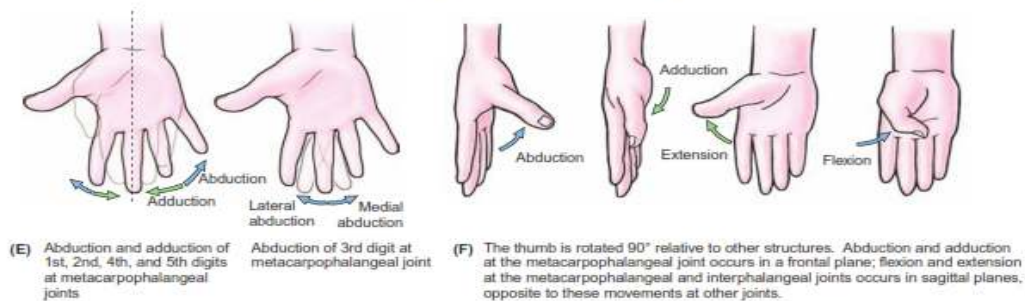 Abduction
Adduction
Lateral
abduction
Medial
abduction
(E) Abduction and adduction of
1st, 2nd, 4th, and 5th digits
at metacarpophalangeal
joints
Abduction of 3rd digit at
metacarpophalangeal joint
Abduction
Adduction
Extension
Flexion
(F) The thumb is rotated 90° relative to other structures. Abduction and adduction
at the metacarpophalangeal joint occurs in a frontal plane; flexion and extension
at the metacarpophalangeal and interphalangeal joints occurs in sagittal planes,
opposite to these movements at other joints.